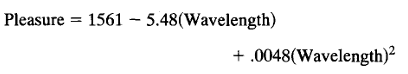 Pleasure = 1561 − 5.48(Wavelength)
+ .0048(Wavelength)²